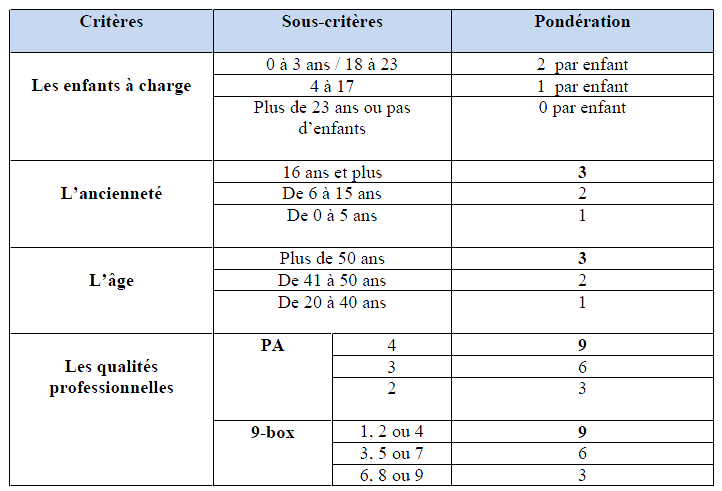 Critères Sous-critères Pondération
Les enfants à charge
0 à 3 ans / 18 à 23 2 par enfant
4 à 17 1 par enfant
Plus de 23 ans ou pas d’enfants 0 par enfant
L’ancienneté
16 ans et plus 3
De 6 à 15 ans 2
De 0 à 5 ans 1
L’âge
Plus de 50 ans 3
De 41 à 50 ans 2
De 20 à 40 ans 1
Les qualités
professionnelles
PA 4 9
3 6
2 3
9-box 1, 2 ou 4 9
3, 5 ou 7 6
6, 8 ou 9 3